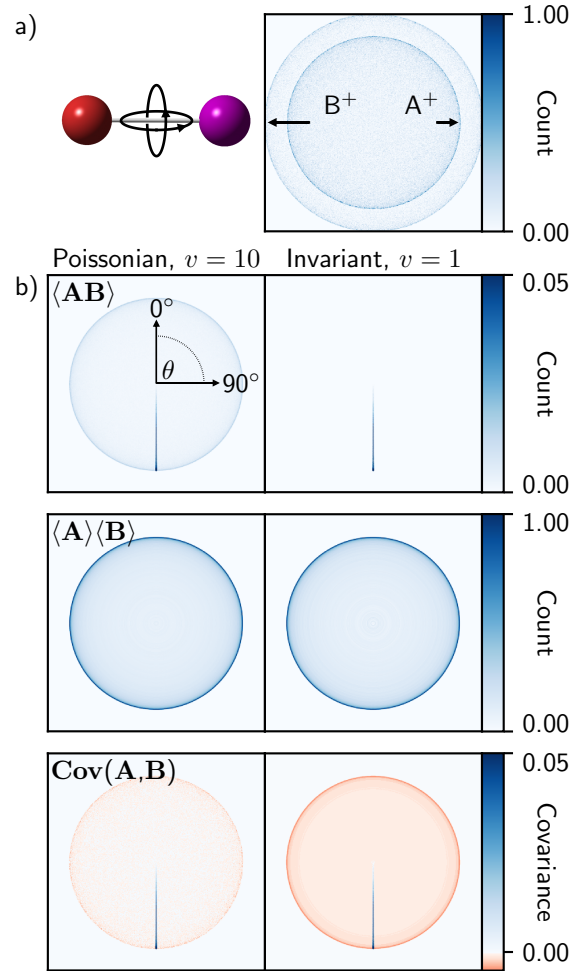 a)
1.00
B⁺ A⁺
Count
0.00
Poissonian, v = 10 Invariant, v = 1
b)
⟨AB⟩
0.05
0°
θ
90°
Count
0.00
⟨A⟩⟨B⟩
1.00
Count
0.00
Cov(A,B)
0.05
Covariance
0.00